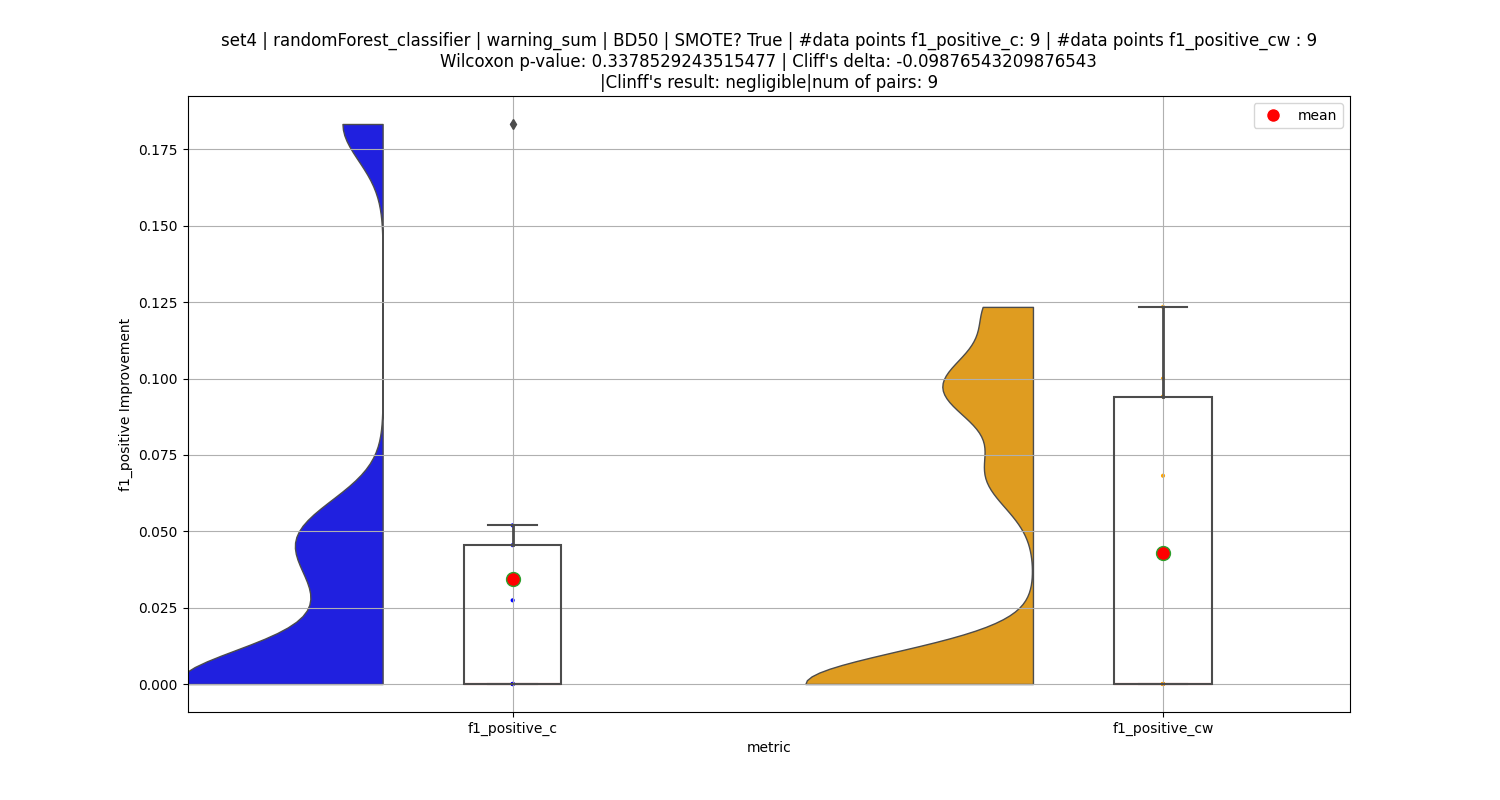 set4 | randomForest_classifier | warning_sum | BD50 | SMOTE? True | #data points f1_positive_c: 9 | #data points f1_positive_cw : 9
Wilcoxon p-value: 0.3378529243515477 | Cliff's delta: -0.09876543209876543
|Clinff's result: negligible|num of pairs: 9
mean
0.175
0.150
0.125
0.100
0.075
0.050
0.025
0.000
f1_positive Improvement
f1_positive_c
f1_positive_cw
metric